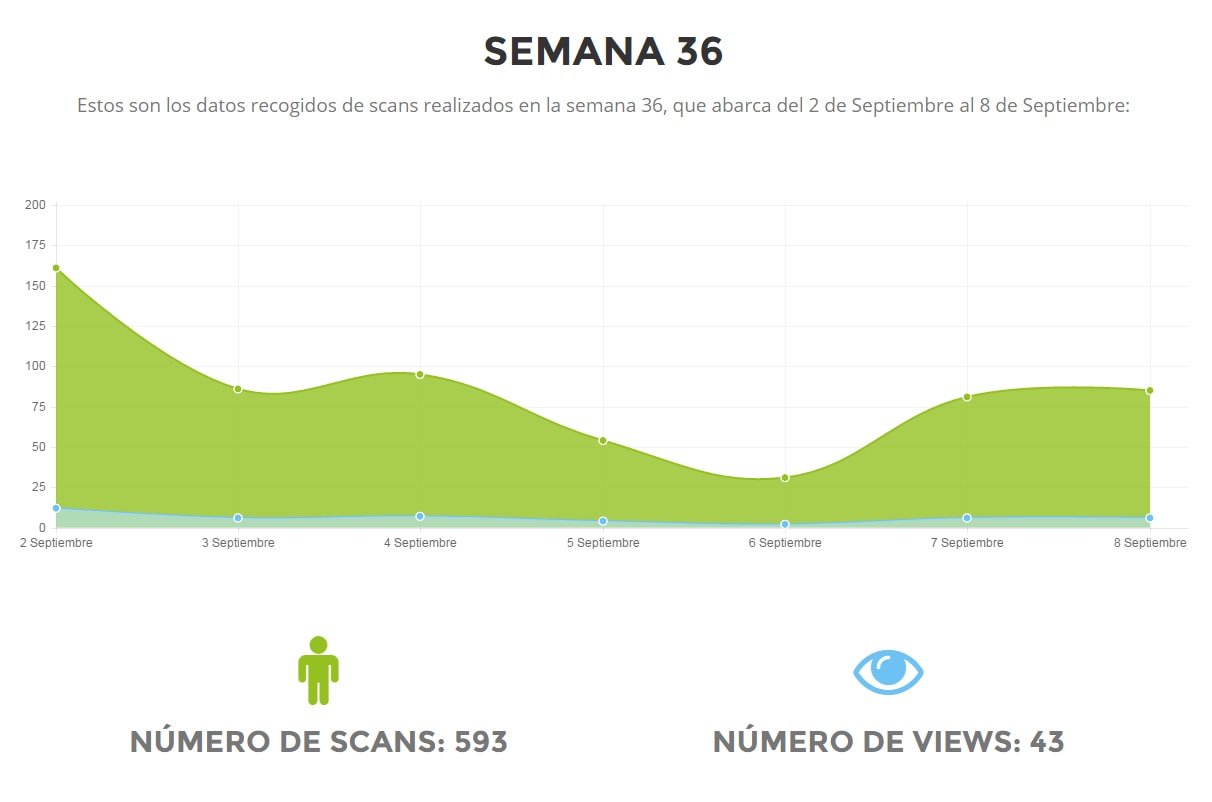 SEMANA 36
Estos son los datos recogidos de scans realizados en la semana 36, que abarca del 2 de Septiembre al 8 de Septiembre:
200
175
150
125
100
75
50
25
0
2 Septiembre 3 Septiembre 4 Septiembre 5 Septiembre 6 Septiembre 7 Septiembre 8 Septiembre
NÚMERO DE SCANS: 593 NÚMERO DE VIEWS: 43